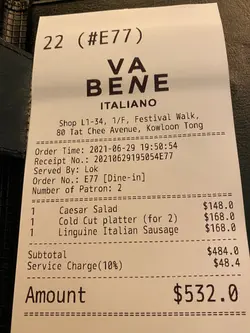 22 (#E77)
VA
BENE
ITALIANO
Shop L1-34, 1/F, Festival Walk,
80 Tat Chee Avenue, Kowloon Tong
Order Time: 2021-06-29 19:50:54
Receipt No.: 20210629195054E77
Served By: Lok
Order No.: E77 [Dine-in]
Number of Patron: 2
1 Caesar Salad $148.0
1 Cold Cut platter (for 2) $168.0
1 Linguine Italian Sausage $168.0
Subtotal $484.0
Service Charge(10%) $48.4
Amount $532.0